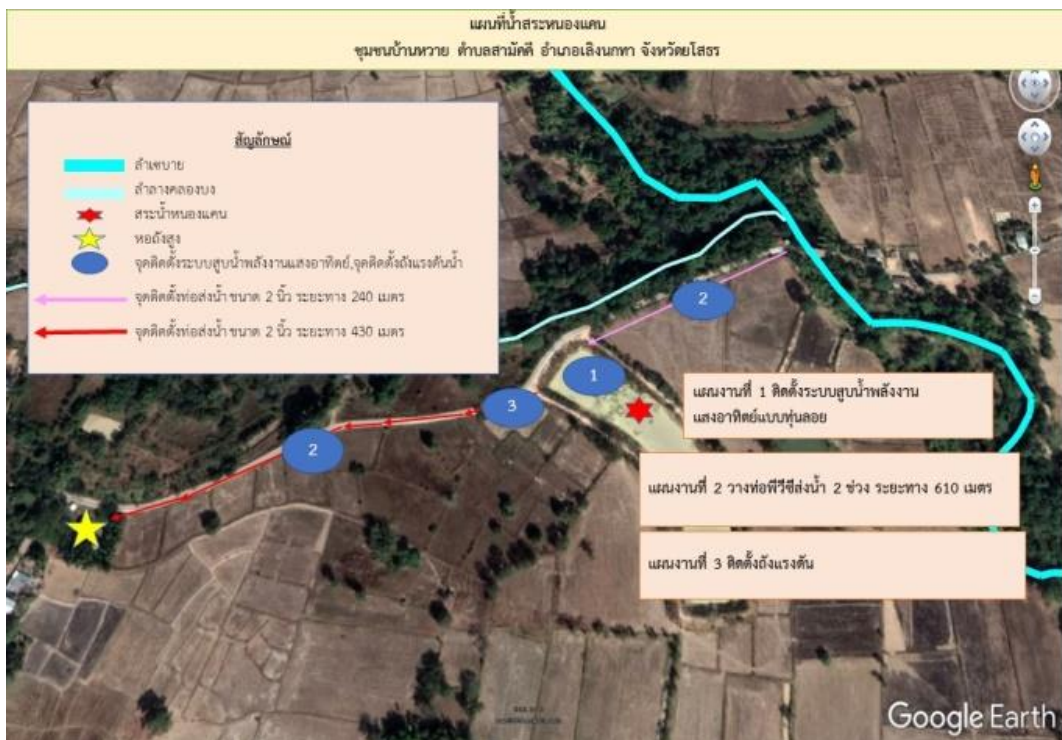 แผนที่น้ำสระหนองแคน
ชุมชนบ้านหวาย ตำบลสามัคคี อำเภอเลิงนกทา จังหวัดยโสธร
สัญลักษณ์
ลำเซบาย
ลำลางคลองบง
สระน้ำหนองแคน
หอถังสูง
จุดติดตั้งระบบสูบน้ำพลังงานแสงอาทิตย์,จุดติดตั้งถังแรงดันน้ำ
จุดติดตั้งท่อส่งน้ำ ขนาด 2 นิ้ว ระยะทาง 240 เมตร
จุดติดตั้งท่อส่งน้ำ ขนาด 2 นิ้ว ระยะทาง 430 เมตร
2
1
3
2
แผนงานที่ 1 ติดตั้งระบบสูบน้ำพลังงาน
แสงอาทิตย์แบบทุ่นลอย
แผนงานที่ 2 วางท่อพีวีซีส่งน้ำ 2 ช่วง ระยะทาง 610 เมตร
แผนงานที่ 3 ติดตั้งถังแรงดัน
Google Earth